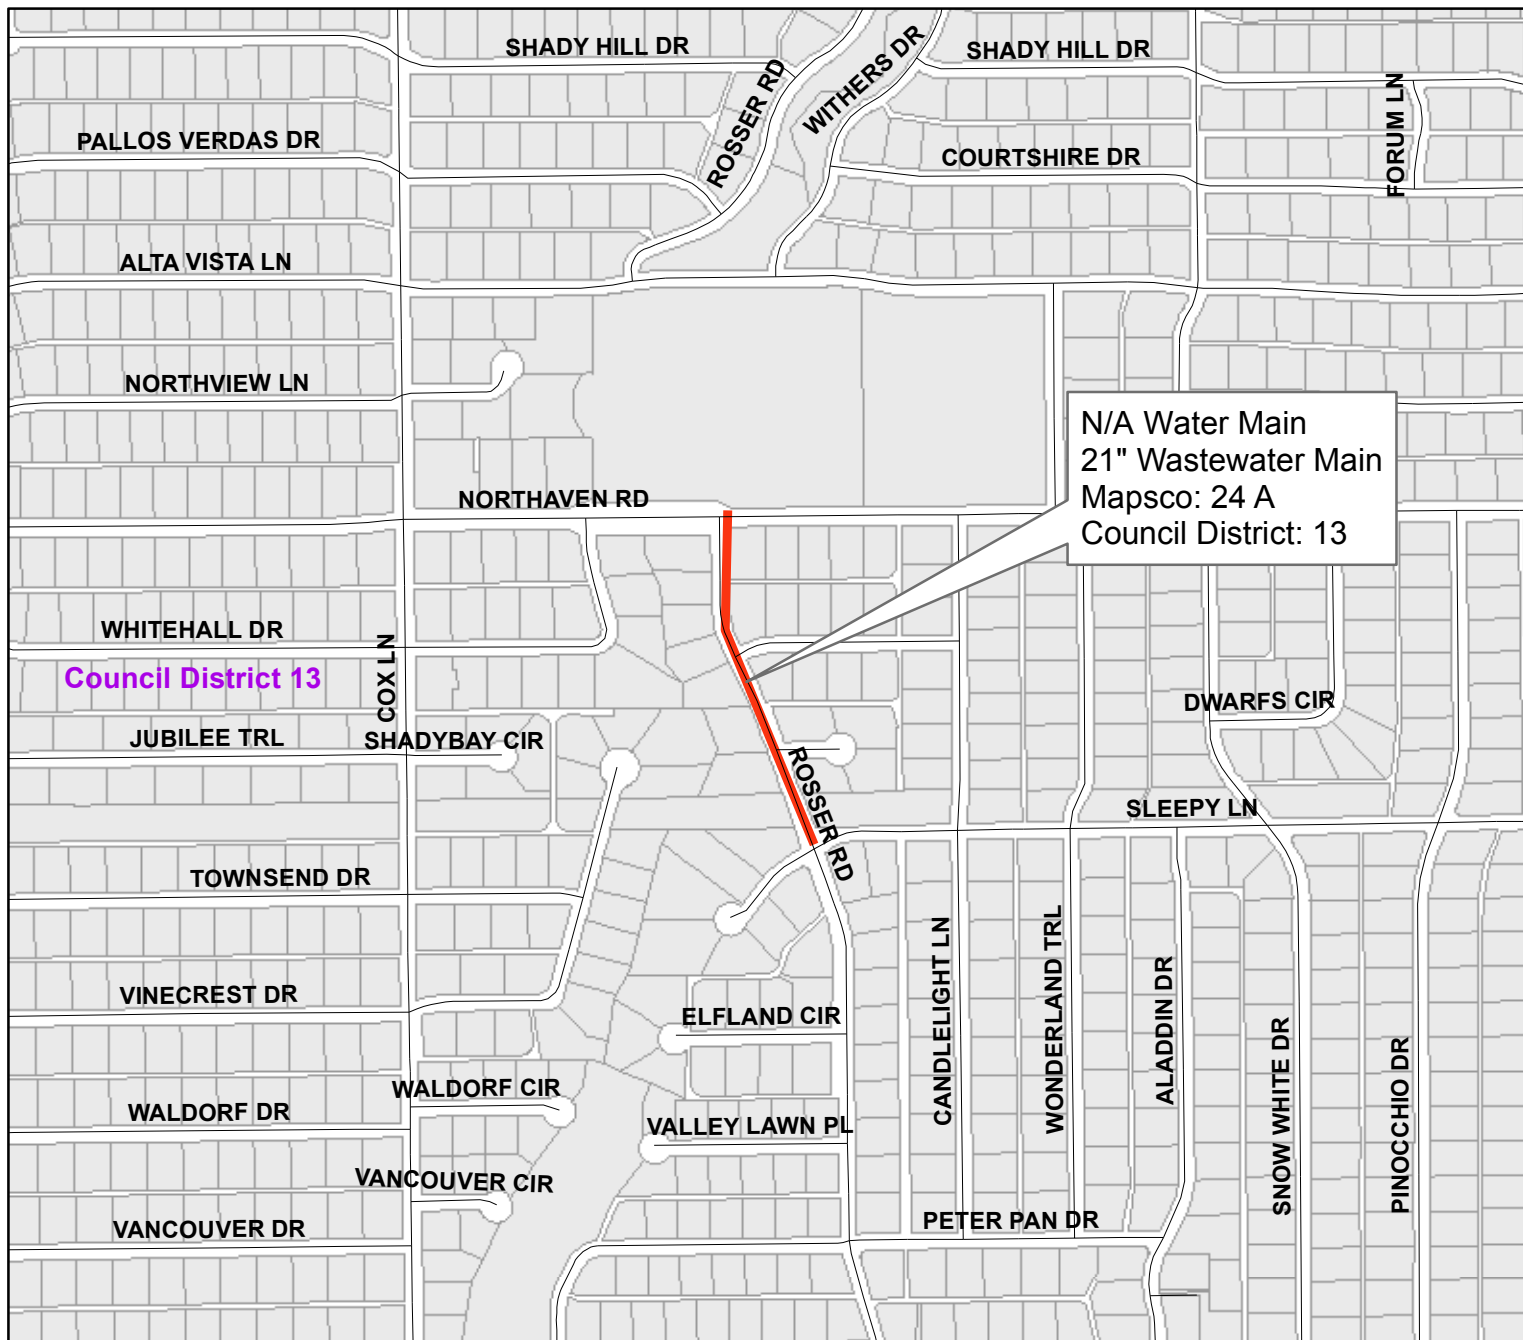 SHADY HILL DR
SHADY HILL DR
ROSSER RD
WITHERS DR
FORUM LN
PALLOS VERDAS DR
COURTSHIRE DR
ALTA VISTA LN
NORTHVIEW LN
N/A Water Main
21" Wastewater Main
Mapsco: 24 A
Council District: 13
NORTHAVEN RD
WHITEHALL DR
COX LN
Council District 13
DWARFS CIR
JUBILEE TRL
SHADYBAY CIR
ROSSER RD
SLEEPY LN
TOWNSEND DR
CANDLELIGHT LN
WONDERLAND TRL
ALADDIN DR
SNOW WHITE DR
PINOCCHIO DR
VINECREST DR
ELFLAND CIR
WALDORF CIR
WALDORF DR
VALLEY LAWN PL
VANCOUVER CIR
VANCOUVER DR
PETER PAN DR